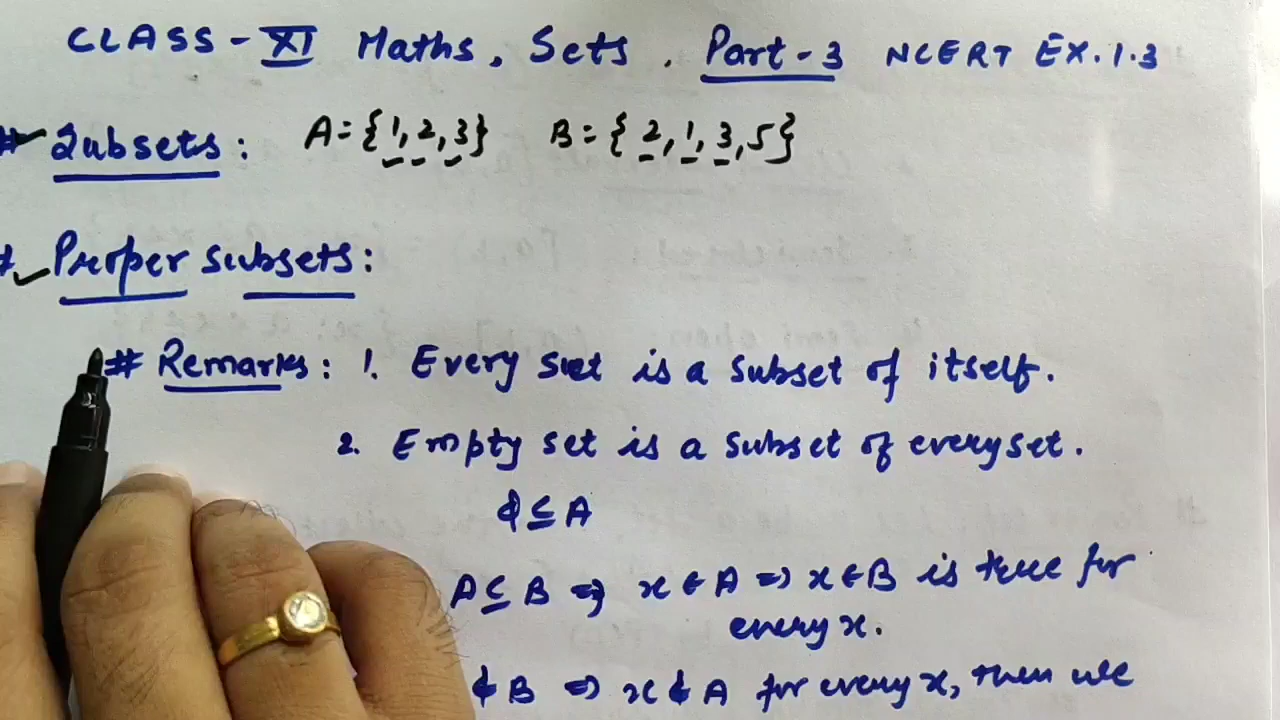 CLASS - XI Maths, Sets, Part-3 NCERT EX.1.3
# Subsets: A={1,2,3} B={2,1,3,5}
# Proper subsets:
# Remarks: 1. Every set is a subset of itself.
2. Empty set is a subset of every set.
ϕ ⊆ A
A ⊆ B ⇒ x ∈ A ⇒ x ∈ B is true for
every x.
B ⇒ x ∉ A for every x, then we